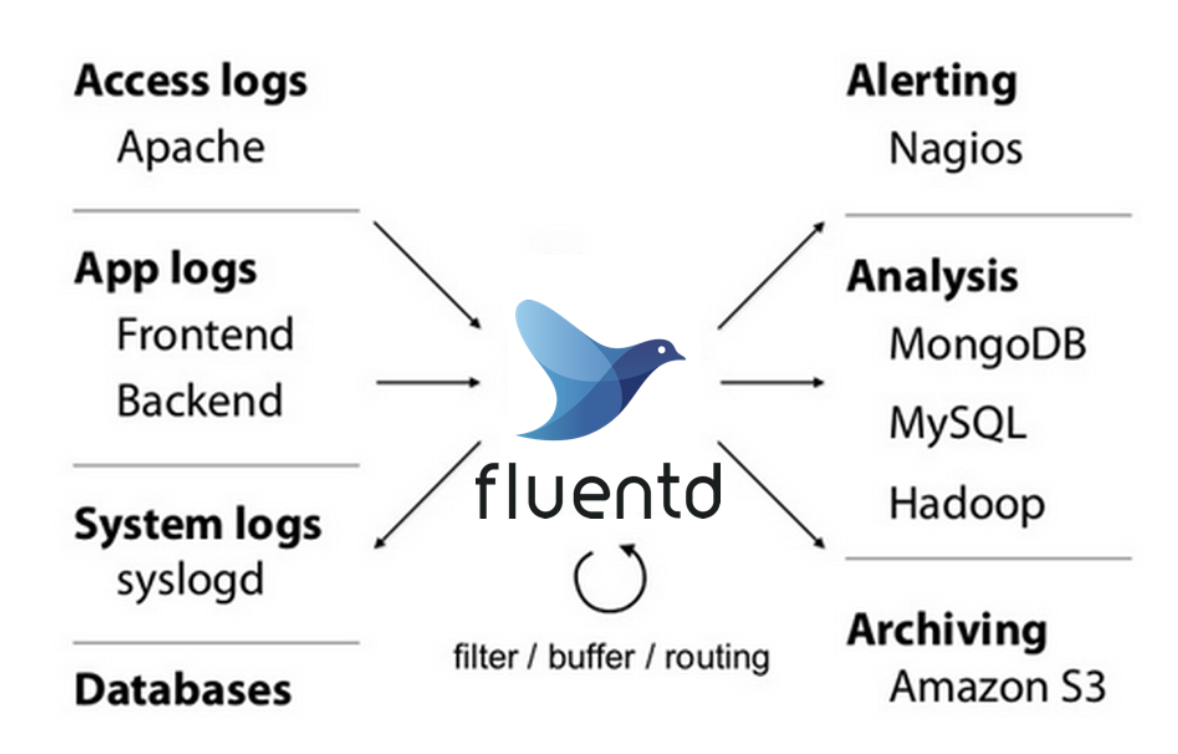 Access logs
Apache
App logs
Frontend
Backend
System logs
syslogd
Databases
fluentd
filter / buffer / routing
Alerting
Nagios
Analysis
MongoDB
MySQL
Hadoop
Archiving
Amazon S3